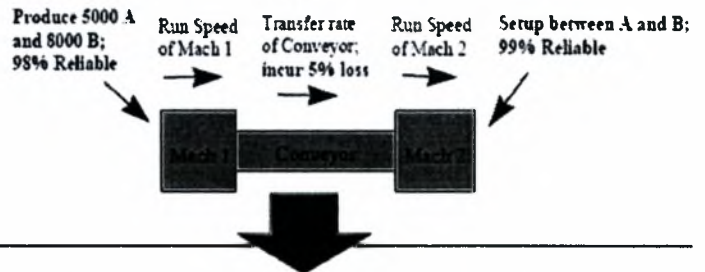 Produce 5000 A
and 8000 B;
98% Reliable
Run Speed
of Mach 1
Transfer rate
of Conveyor;
incur 5% loss
Run Speed
of Mach 2
Setup between A and B;
99% Reliable
Mach 1
Conveyor
Mach 2